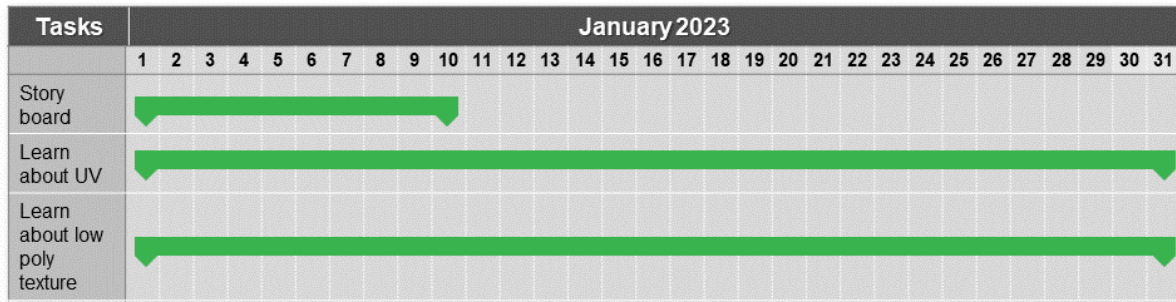 Tasks January 2023
1 2 3 4 5 6 7 8 9 10 11 12 13 14 15 16 17 18 19 20 21 22 23 24 25 26 27 28 29 30 31
Story
board
Learn
about UV
Learn
about low
poly
texture